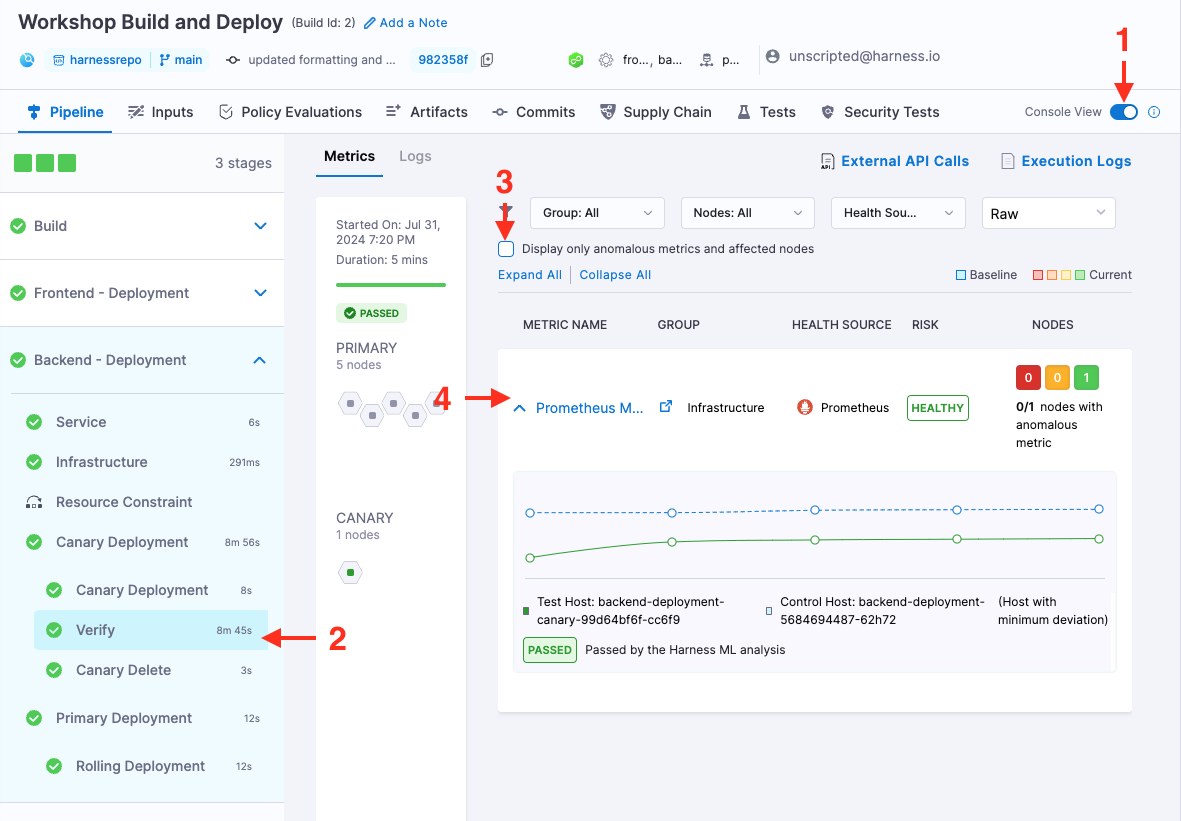 Workshop Build and Deploy (Build Id: 2) Add a Note
harnessrepo main updated formatting and ... 982358f fro..., ba... p... unscripted@harness.io
1
Pipeline Inputs Policy Evaluations Artifacts Commits Supply Chain Tests Security Tests Console View
3 stages
Build
Frontend - Deployment
Backend - Deployment
Service 6s
Infrastructure 291ms
Resource Constraint
Canary Deployment 8m 56s
Canary Deployment 8s
Verify 8m 45s
2
Canary Delete 3s
Primary Deployment 12s
Rolling Deployment 12s
Metrics Logs
External API Calls Execution Logs
Started On: Jul 31,
2024 7:20 PM
Duration: 5 mins
PASSED
PRIMARY
5 nodes
CANARY
1 nodes
3
Group: All Nodes: All Health Sou... Raw
Display only anomalous metrics and affected nodes
Expand All Collapse All Baseline Current
METRIC NAME GROUP HEALTH SOURCE RISK NODES
4
Prometheus M... Infrastructure Prometheus HEALTHY
0 0 1
0/1 nodes with
anomalous
metric
Test Host: backend-deployment-
canary-99d64bf6f-cc6f9
Control Host: backend-deployment-
5684694487-62h72
(Host with
minimum deviation)
PASSED Passed by the Harness ML analysis